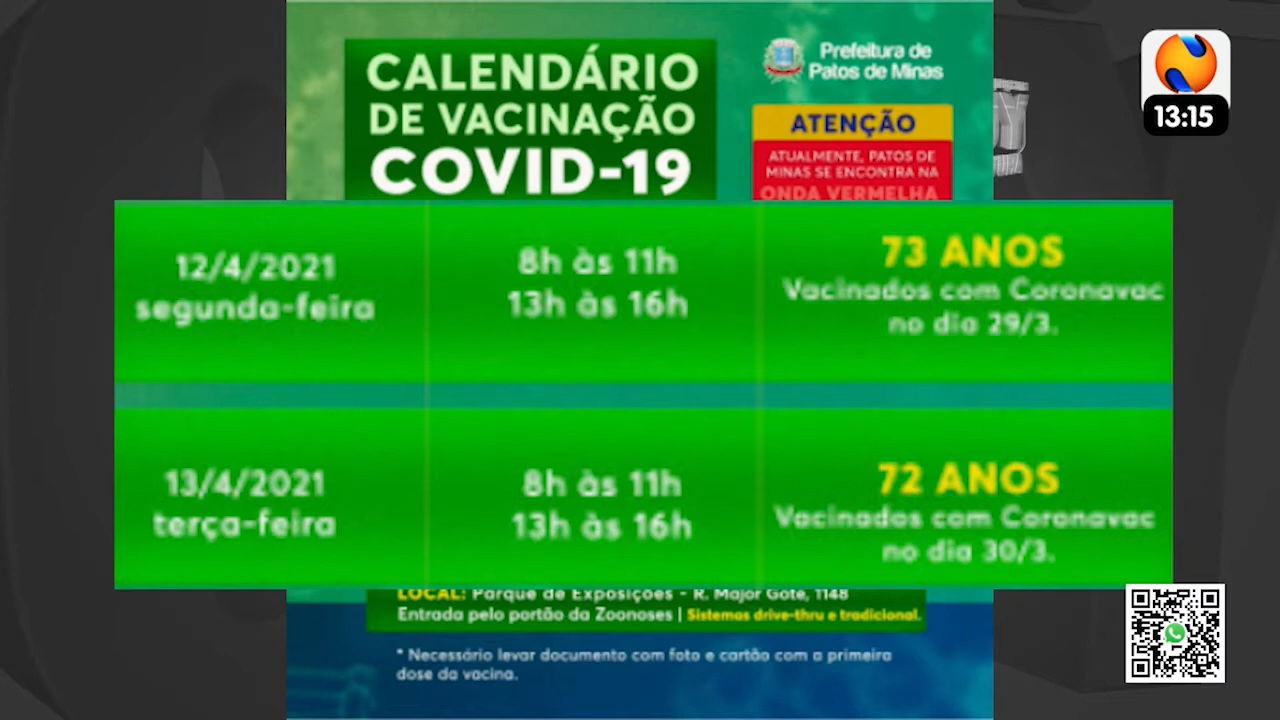 CALENDÁRIO
DE VACINAÇÃO
COVID-19
Prefeitura de
Patos de Minas
ATENÇÃO
ATUALMENTE, PATOS DE
MINAS SE ENCONTRA NA
ONDA VERMELHA
13:15
12/4/2021
segunda-feira
8h às 11h
13h às 16h
73 ANOS
Vacinados com Coronavac
no dia 29/3.
13/4/2021
terça-feira
8h às 11h
13h às 16h
72 ANOS
Vacinados com Coronavac
no dia 30/3.
LOCAL: Parque de Exposições - R. Major Gote, 1148
Entrada pelo portão da Zoonoses | Sistemas drive-thru e tradicional.
* Necessário levar documento com foto e cartão com a primeira
dose da vacina.